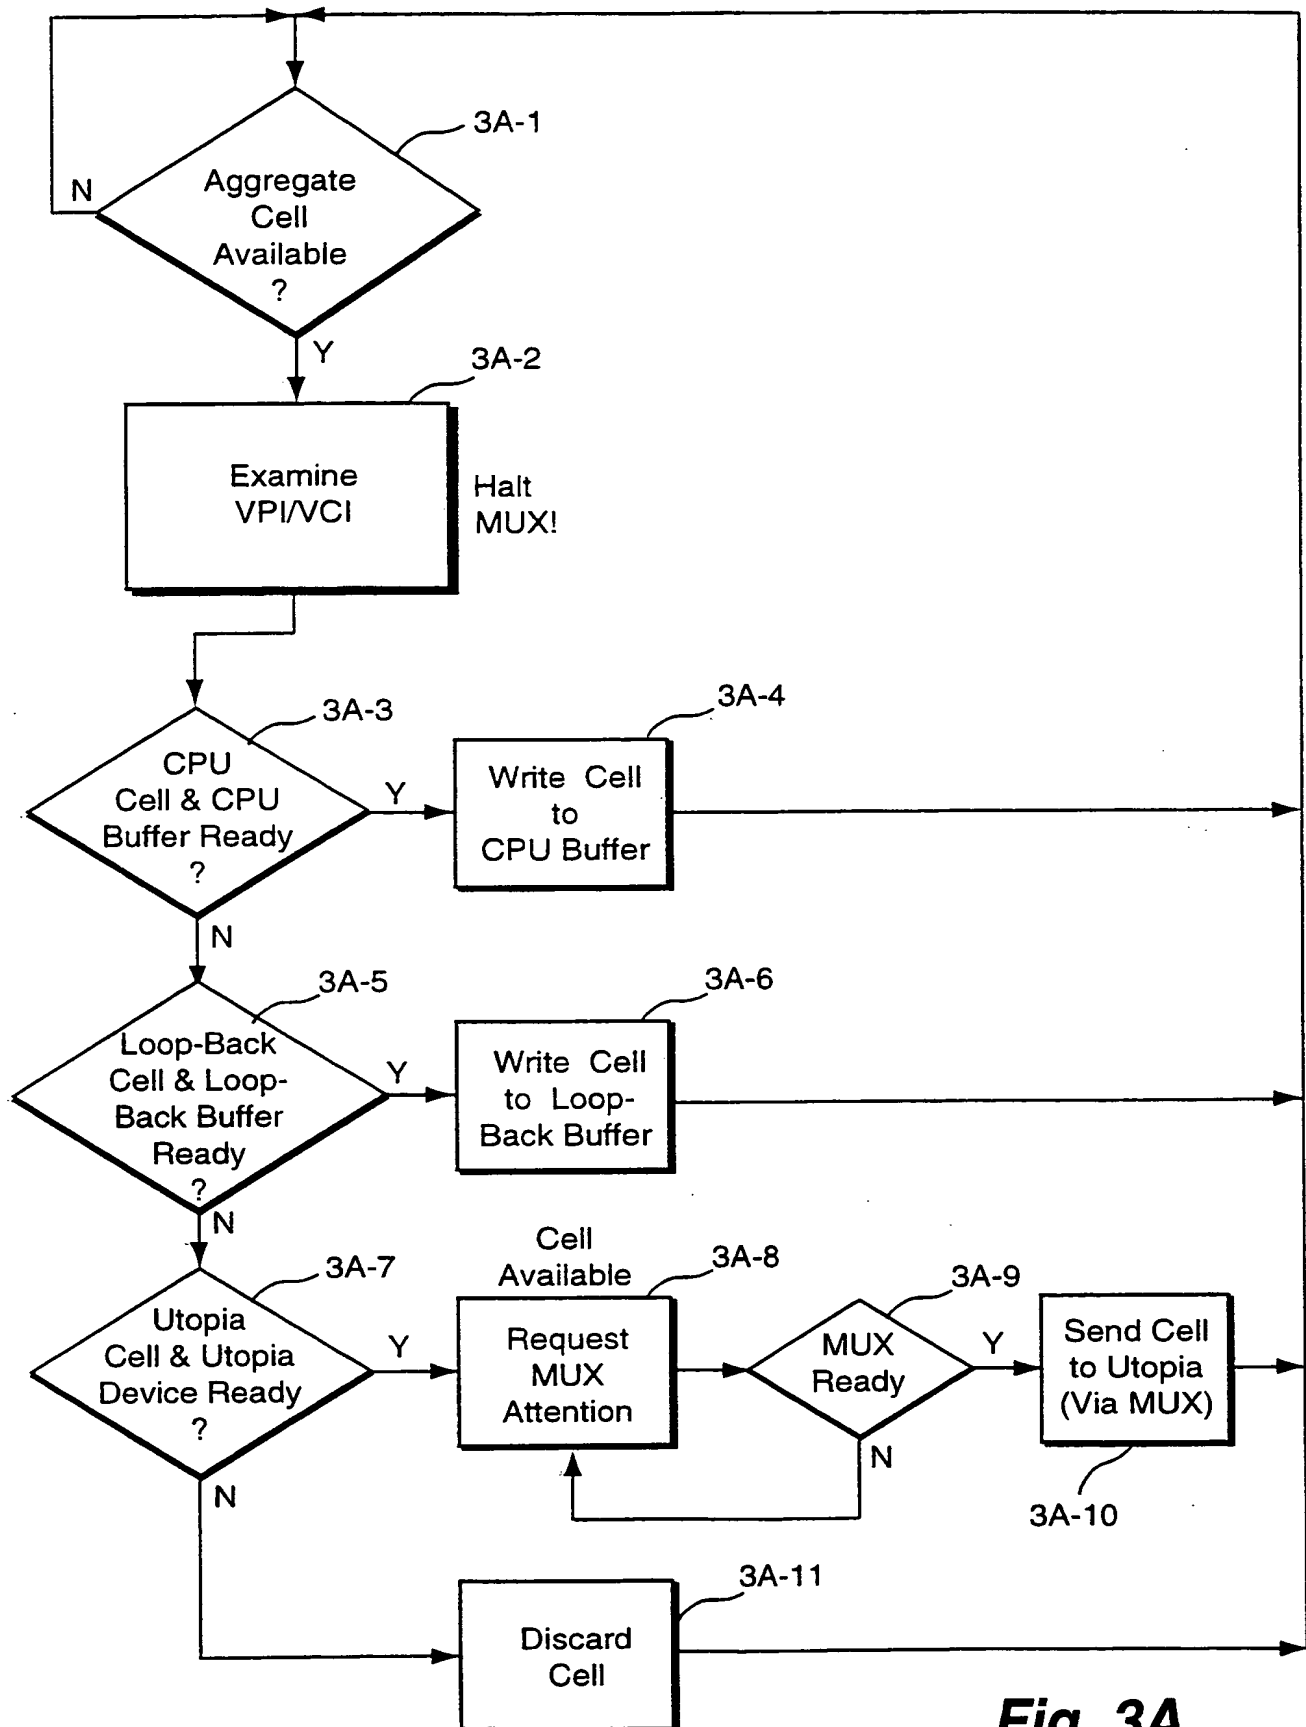 3A-1
N
Aggregate
Cell
Available
?
Y
3A-2
Examine
VPI/VCI
Halt
MUX!
3A-3
CPU
Cell & CPU
Buffer Ready
?
Y
3A-4
Write Cell
to
CPU Buffer
N
3A-5
Loop-Back
Cell & Loop-
Back Buffer
Ready
?
Y
3A-6
Write Cell
to Loop-
Back Buffer
N
3A-7
Utopia
Cell & Utopia
Device Ready
?
Y
Cell
Available
3A-8
Request
MUX
Attention
3A-9
MUX
Ready
Y
N
Send Cell
to Utopia
(Via MUX)
3A-10
N
3A-11
Discard
Cell
Fig. 3A